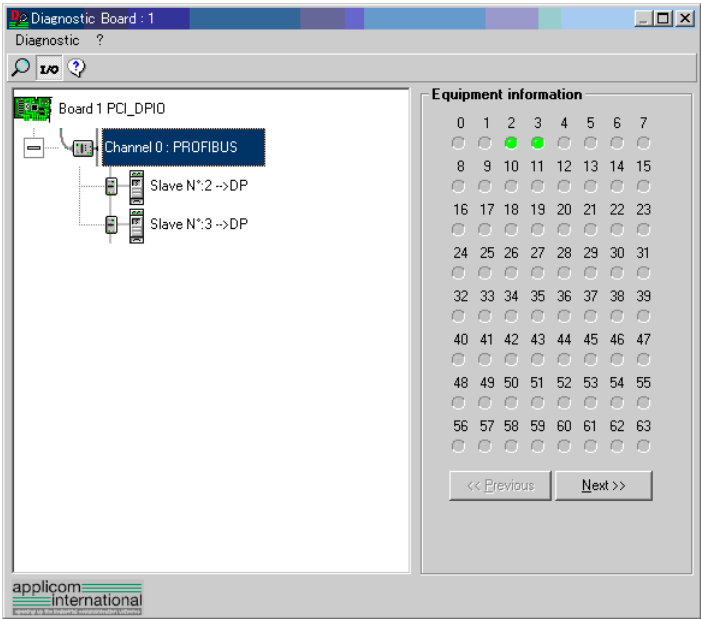 Diagnostic Board : 1
Diagnostic ?
I/O
Board 1 PCI_DPIO
Channel 0 : PROFIBUS
Slave N°:2 -->DP
Slave N°:3 -->DP
Equipment information
0 1 2 3 4 5 6 7
8 9 10 11 12 13 14 15
16 17 18 19 20 21 22 23
24 25 26 27 28 29 30 31
32 33 34 35 36 37 38 39
40 41 42 43 44 45 46 47
48 49 50 51 52 53 54 55
56 57 58 59 60 61 62 63
<< Previous Next >>
applicom
international